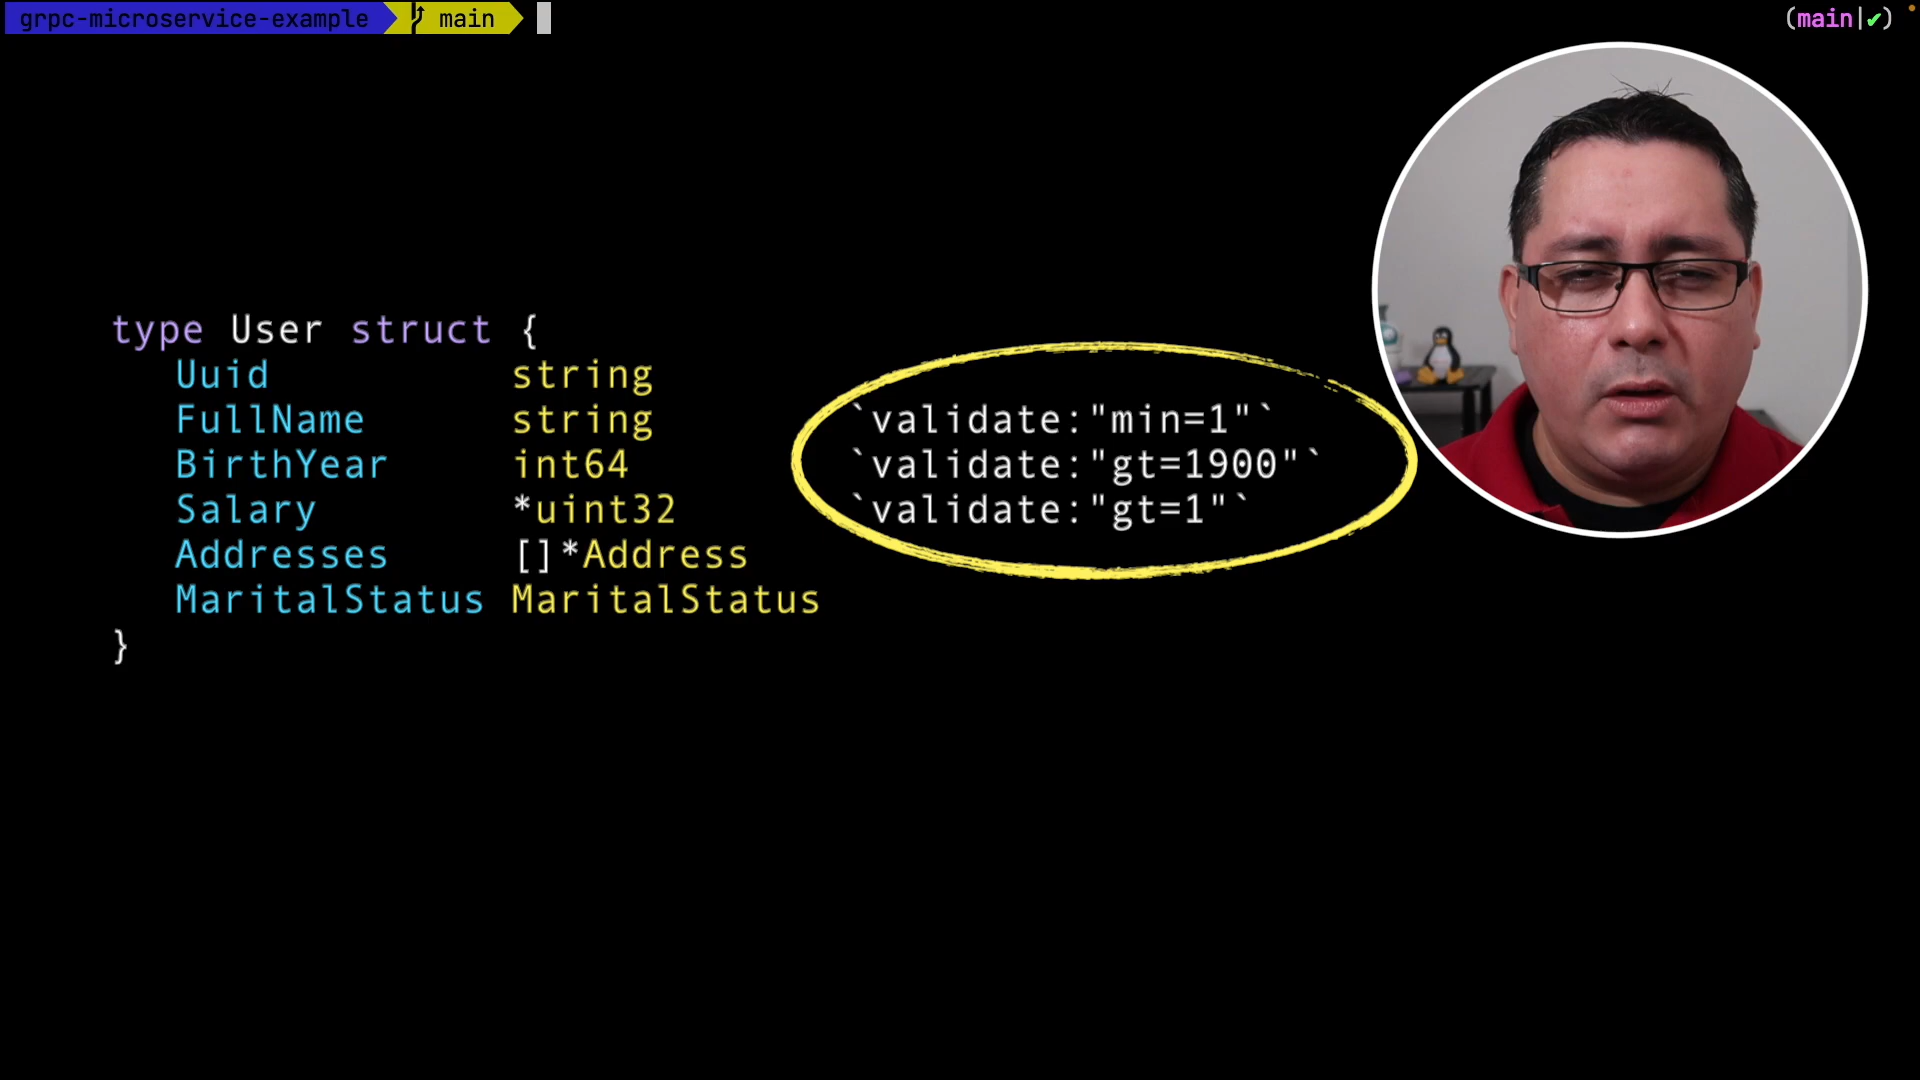 grpc-microservice-example main (main|✔)
type User struct {
Uuid string
FullName string `validate:"min=1"`
BirthYear int64 `validate:"gt=1900"`
Salary *uint32 `validate:"gt=1"`
Addresses []*Address
MaritalStatus MaritalStatus
}